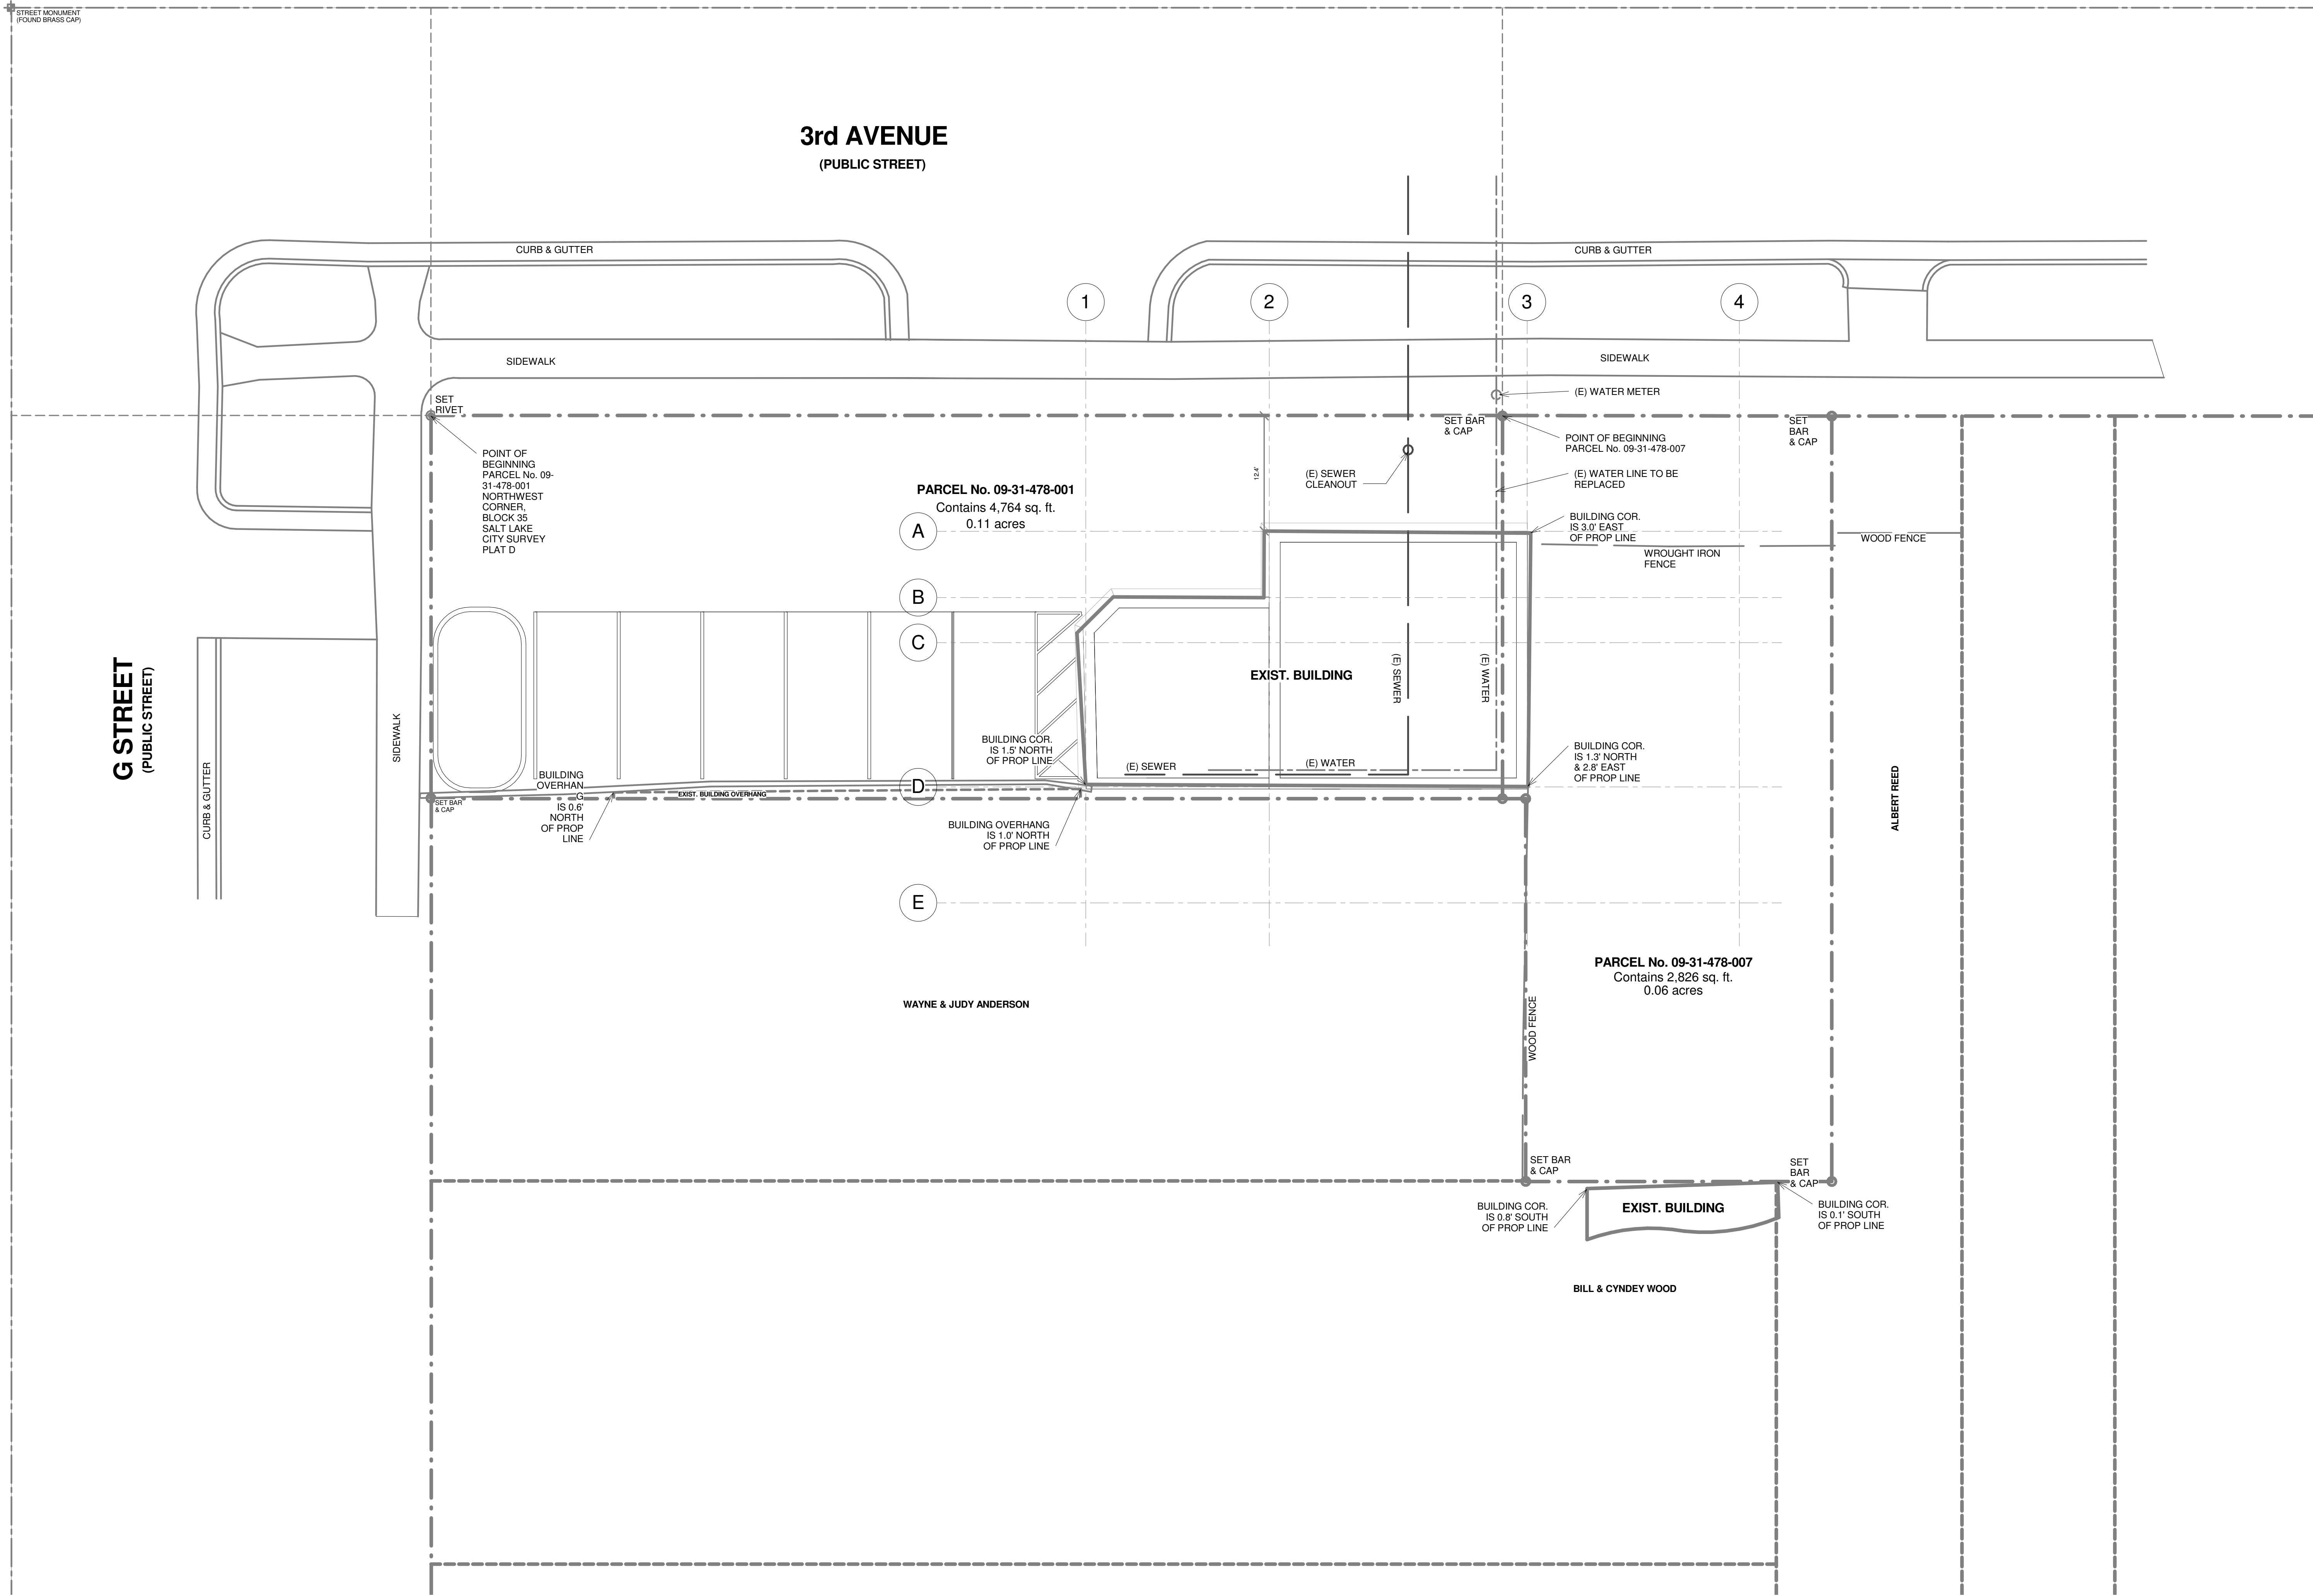 STREET MONUMENT
(FOUND BRASS CAP)
3rd AVENUE
(PUBLIC STREET)
CURB & GUTTER
CURB & GUTTER
1
2
3
4
SIDEWALK
SIDEWALK
(E) WATER METER
SET
RIVET
SET BAR
& CAP
SET
BAR
& CAP
POINT OF
BEGINNING
PARCEL No. 09-
31-478-001
NORTHWEST
CORNER,
BLOCK 35
SALT LAKE
CITY SURVEY
PLAT D
POINT OF BEGINNING
PARCEL No. 09-31-478-007
12.4'
(E) SEWER
CLEANOUT
(E) WATER LINE TO BE
REPLACED
PARCEL No. 09-31-478-001
Contains 4,764 sq. ft.
0.11 acres
BUILDING COR.
IS 3.0' EAST
OF PROP LINE
A
WROUGHT IRON
FENCE
WOOD FENCE
B
C
EXIST. BUILDING
(E) SEWER
(E) WATER
G STREET
(PUBLIC STREET)
SIDEWALK
CURB & GUTTER
BUILDING COR.
IS 1.5' NORTH
OF PROP LINE
(E) SEWER
(E) WATER
BUILDING COR.
IS 1.3' NORTH
& 2.8' EAST
OF PROP LINE
ALBERT REED
BUILDING
OVERHAN
G
IS 0.6'
NORTH
OF PROP
LINE
EXIST. BUILDING OVERHANG
D
SET BAR
& CAP
BUILDING OVERHANG
IS 1.0' NORTH
OF PROP LINE
E
PARCEL No. 09-31-478-007
Contains 2,826 sq. ft.
0.06 acres
WAYNE & JUDY ANDERSON
WOOD FENCE
SET BAR
& CAP
SET
BAR
& CAP
BUILDING COR.
IS 0.8' SOUTH
OF PROP LINE
EXIST. BUILDING
BUILDING COR.
IS 0.1' SOUTH
OF PROP LINE
BILL & CYNDEY WOOD